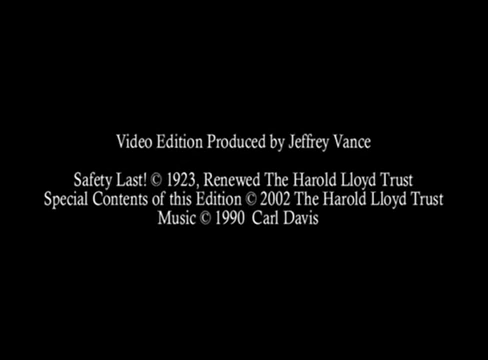 Video Edition Produced by Jeffrey Vance
Safety Last! © 1923, Renewed The Harold Lloyd Trust
Special Contents of this Edition © 2002 The Harold Lloyd Trust
Music © 1990 Carl Davis